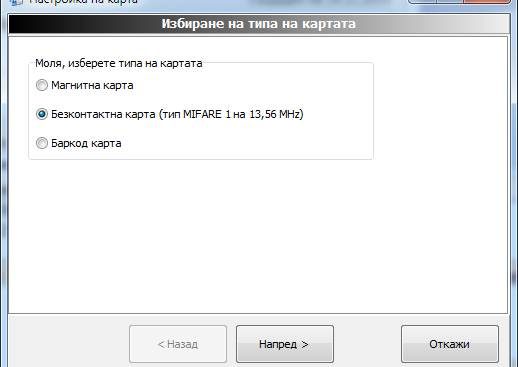 Настройка на карта
Избиране на типа на картата
Моля, изберете типа на картата
Магнитна карта
Безконтактна карта (тип MIFARE 1 на 13,56 MHz)
Баркод карта
< Назад
Напред >
Откажи